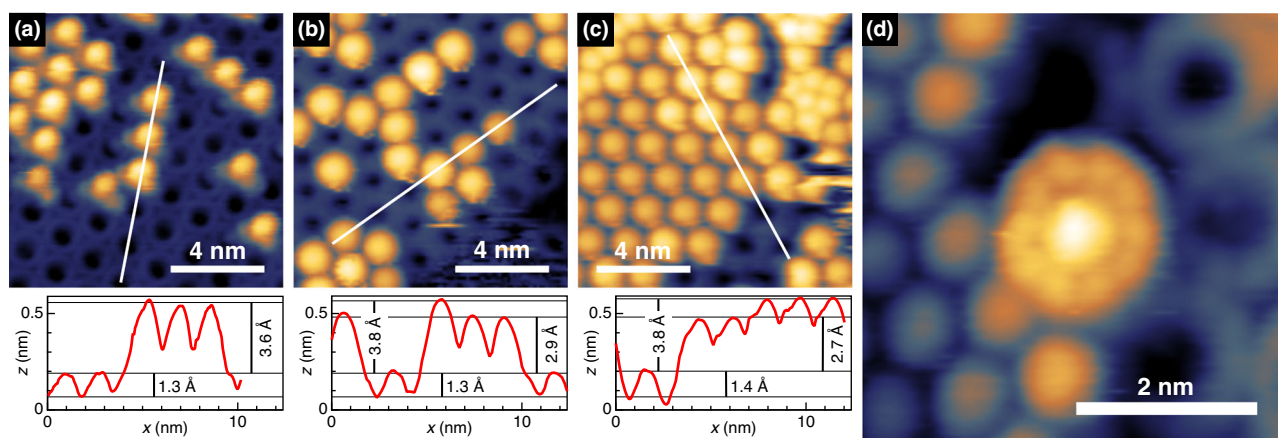 (a)
4 nm
(b)
4 nm
(c)
4 nm
(d)
2 nm
z (nm)
0.5
0
3.6 Å
1.3 Å
0
10
x (nm)
z (nm)
0.5
0
3.8 Å
2.9 Å
1.3 Å
0
10
x (nm)
z (nm)
0.5
0
3.8 Å
2.7 Å
1.4 Å
0
10
x (nm)